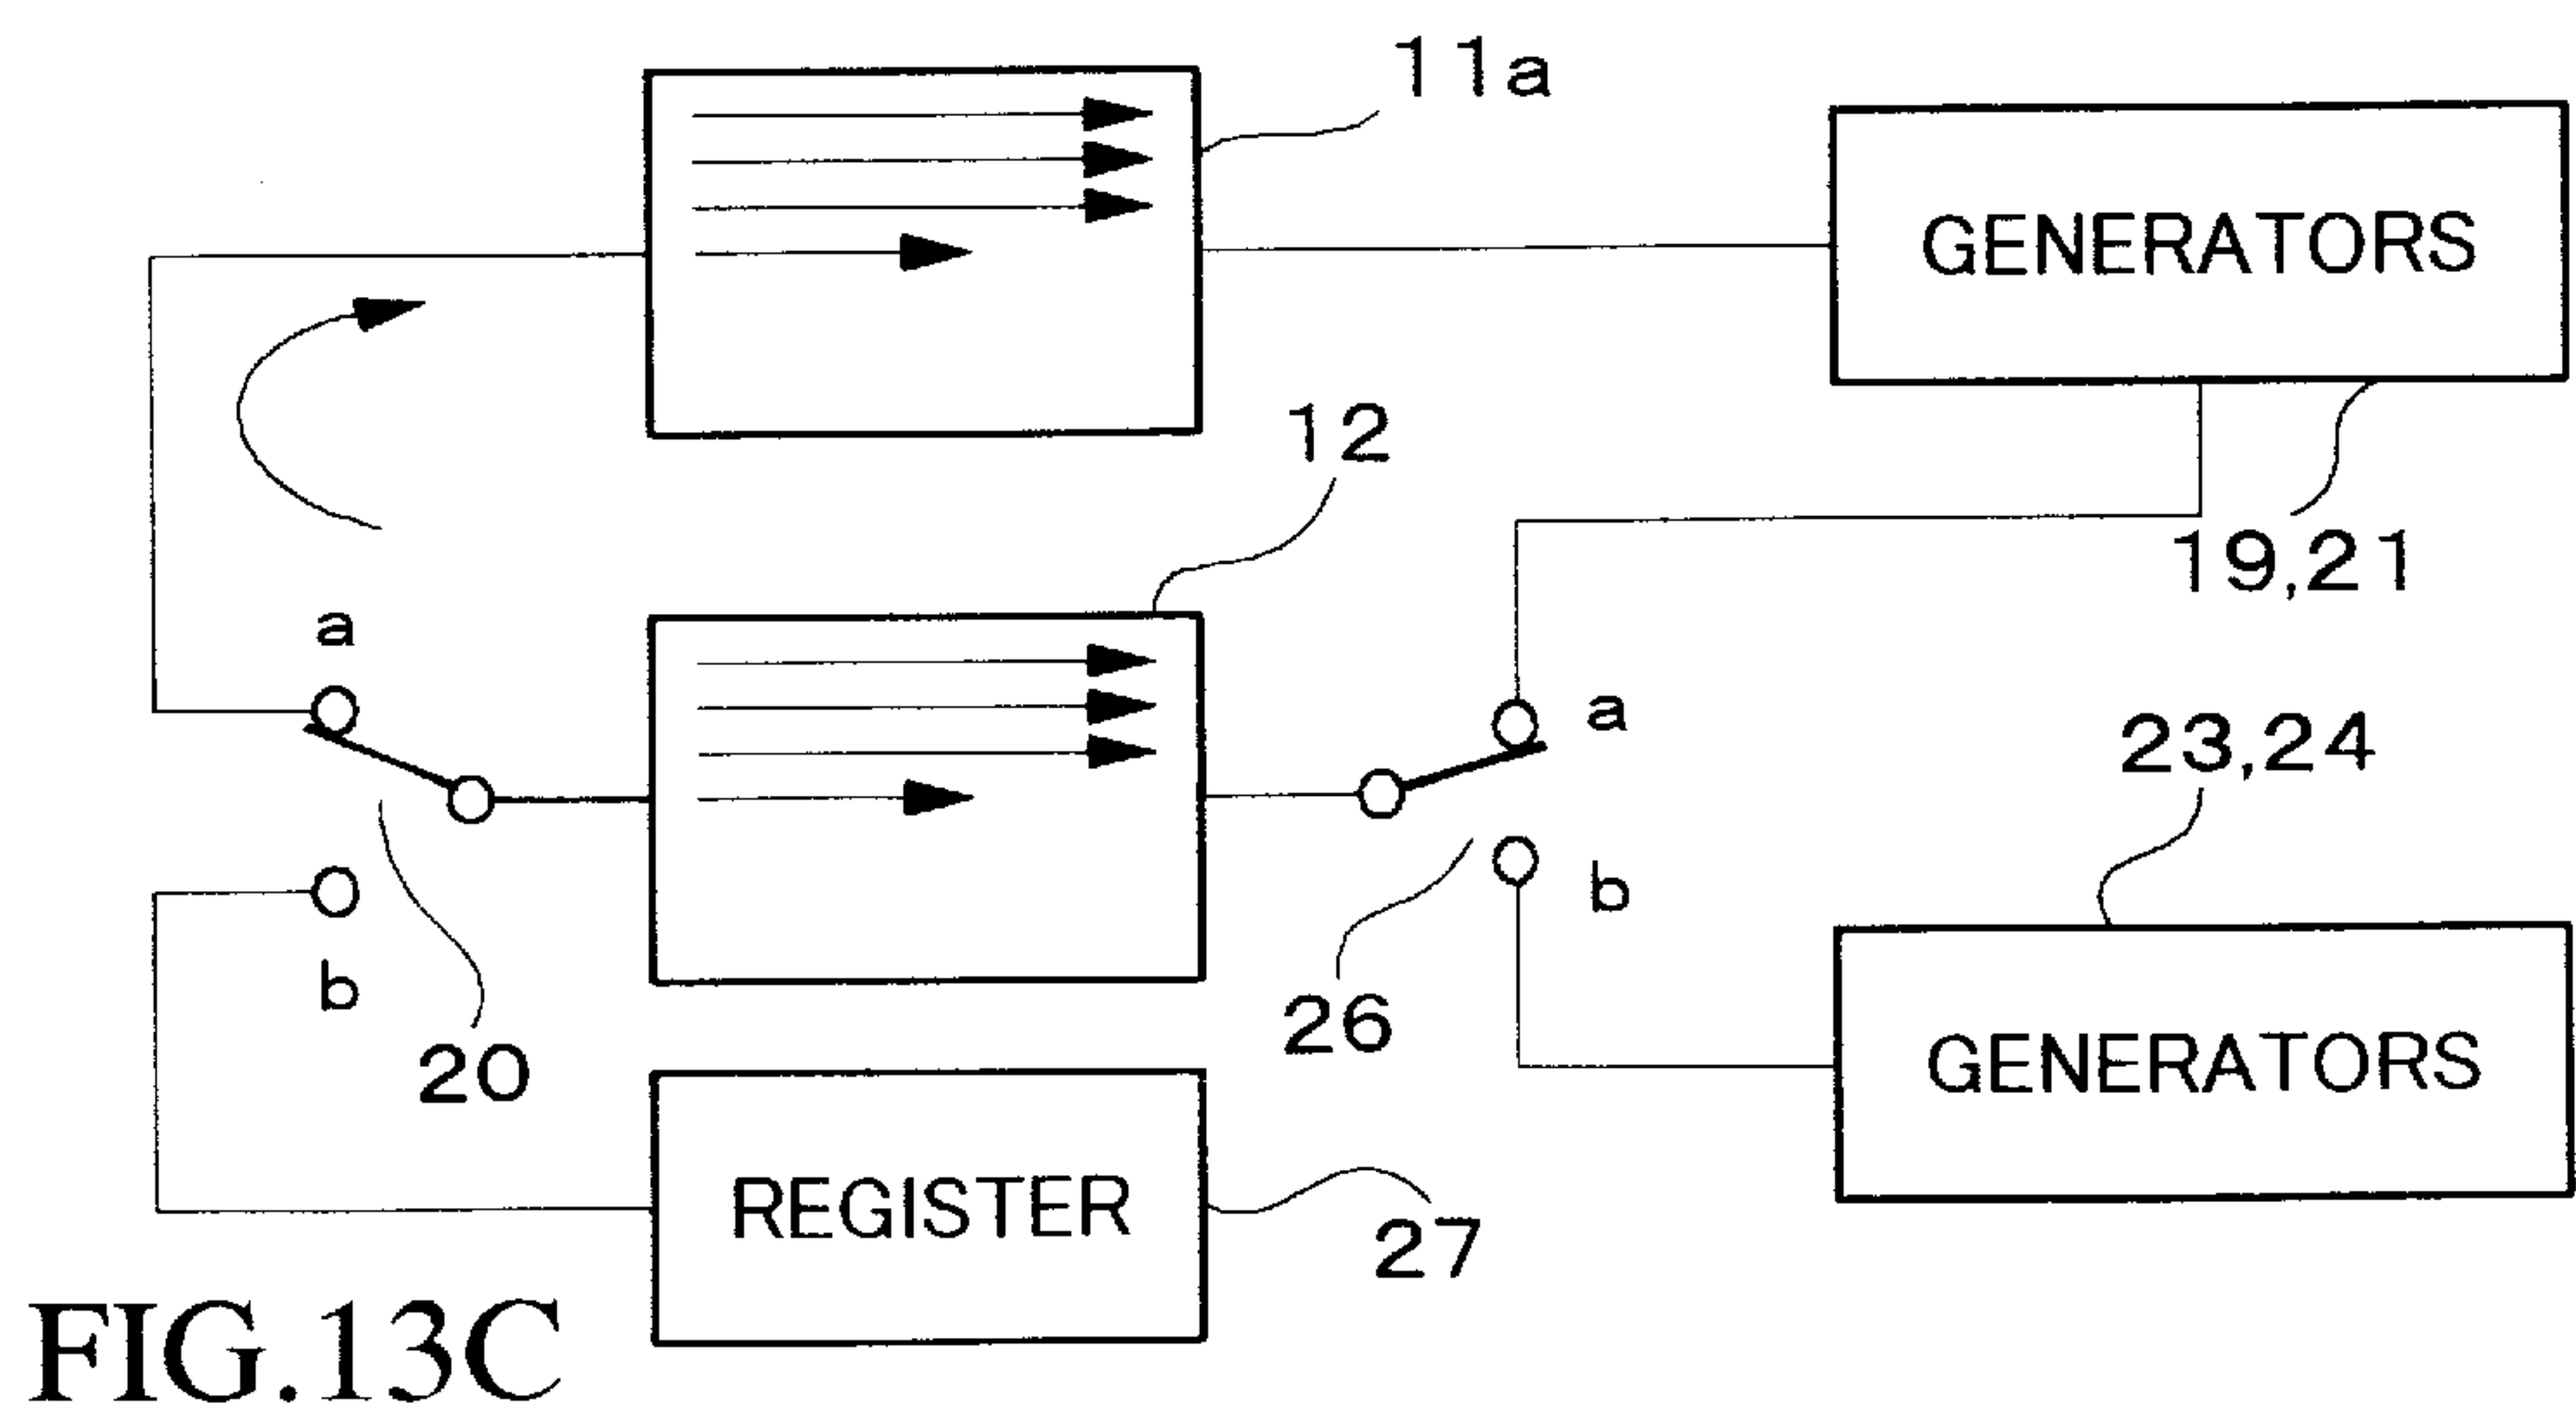 11a
GENERATORS
12
19,21
a
a
23,24
b
b
20
26
GENERATORS
REGISTER
27
FIG.13C